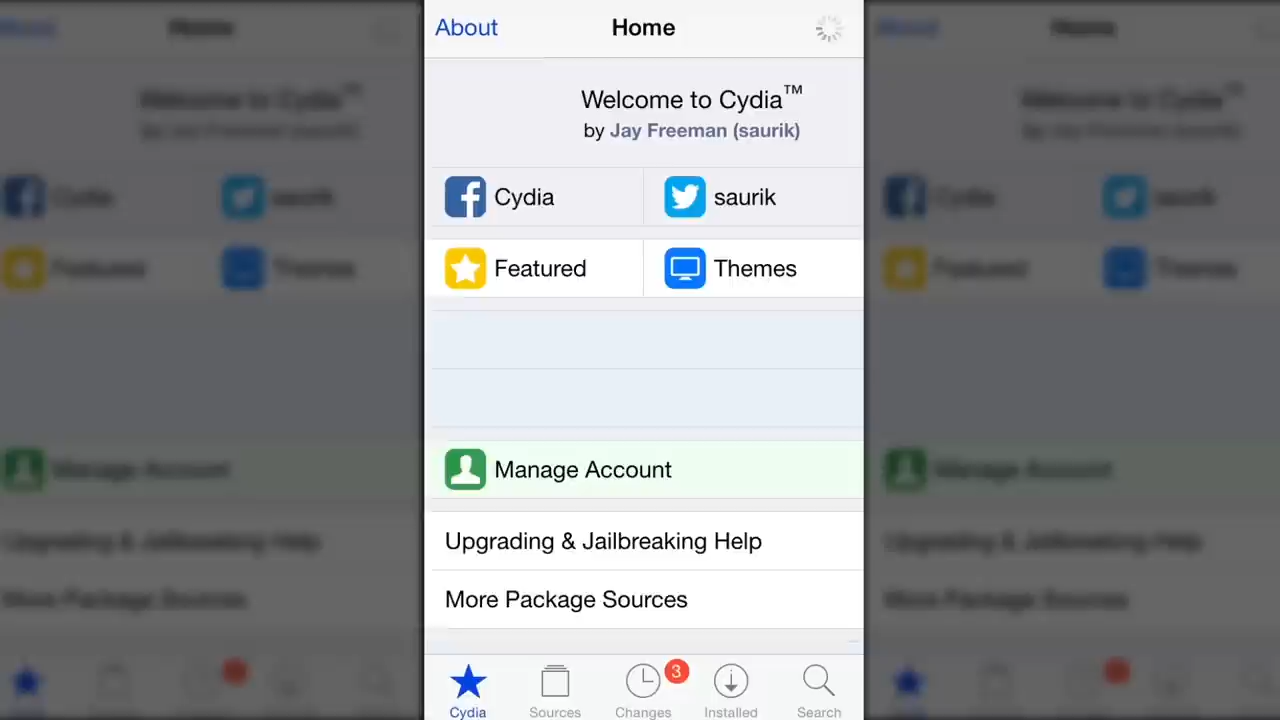 About Home
Welcome to Cydia™
by Jay Freeman (saurik)
Cydia saurik
Featured Themes
Manage Account
Upgrading & Jailbreaking Help
More Package Sources
3
Cydia Sources Changes Installed Search